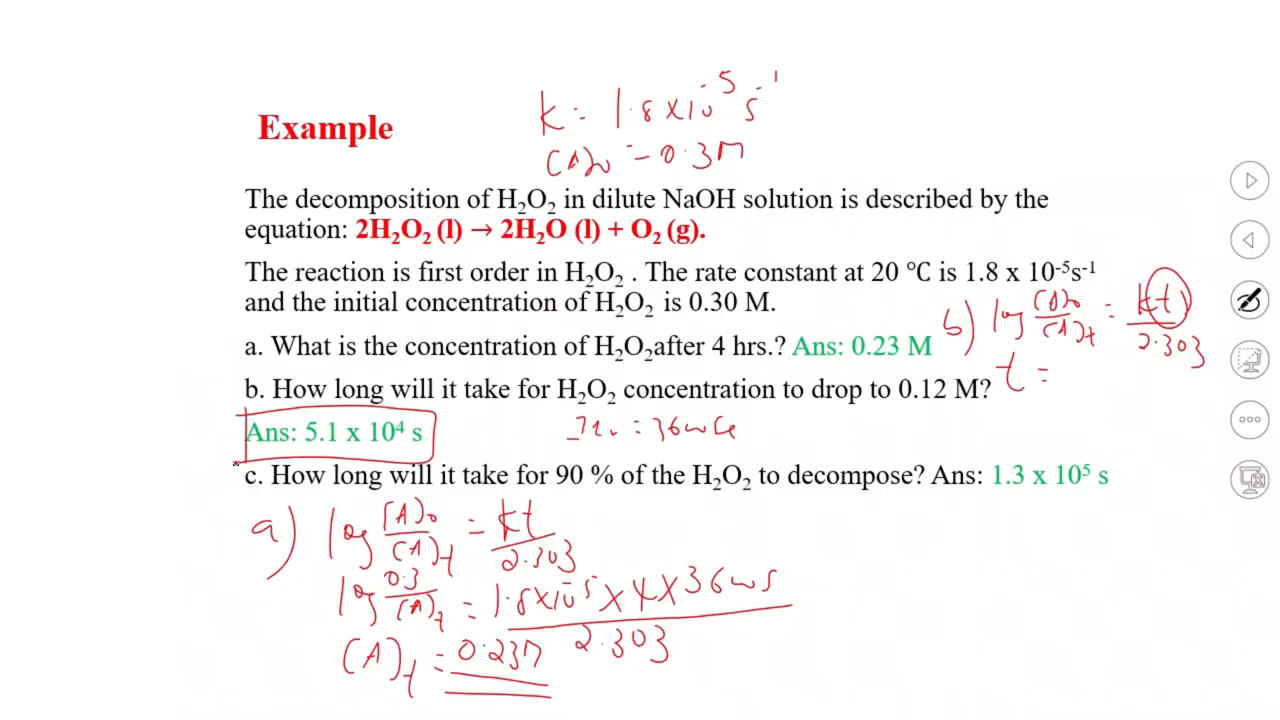 k = 1.8 x 10⁻⁵ s⁻¹
Example
(A)₀ = 0.3M
The decomposition of H₂O₂ in dilute NaOH solution is described by the
equation: 2H₂O₂ (l) → 2H₂O (l) + O₂ (g).
The reaction is first order in H₂O₂ . The rate constant at 20 °C is 1.8 x 10⁻⁵s⁻¹
and the initial concentration of H₂O₂ is 0.30 M.
b) log (A)₀/(A)t = kt/2.303
a. What is the concentration of H₂O₂after 4 hrs.? Ans: 0.23 M
t =
b. How long will it take for H₂O₂ concentration to drop to 0.12 M?
Ans: 5.1 x 10⁴ s
c. How long will it take for 90 % of the H₂O₂ to decompose? Ans: 1.3 x 10⁵ s
a) log (A)₀/(A)t = kt/2.303
log 0.3/(A)t = 1.8x10⁻⁵ x 4 x 3600 s/2.303
(A)t = 0.23M